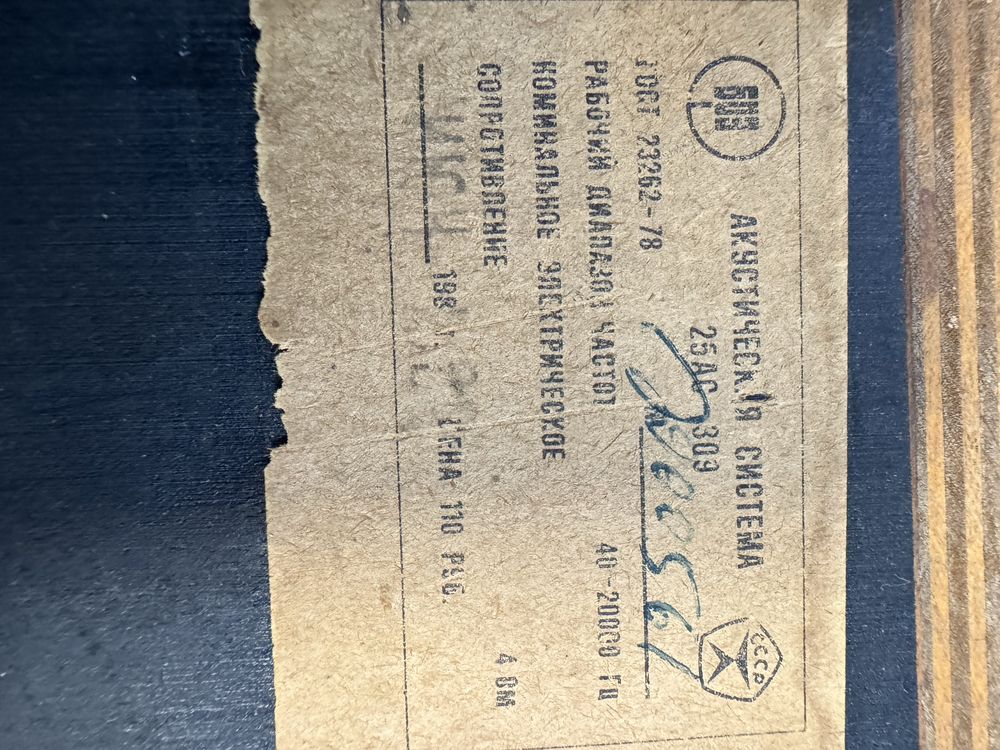 АКУСТИЧЕСКАЯ СИСТЕМА
СССР
25АС 309
ГОСТ 23262-78
РАБОЧИЙ ДИАПАЗОН ЧАСТОТ 40-20000 ГЦ
НОМИНАЛЬНОЕ ЭЛЕКТРИЧЕСКОЕ
СОПРОТИВЛЕНИЕ 4 ОМ
198 ЦЕНА 110 РУБ.